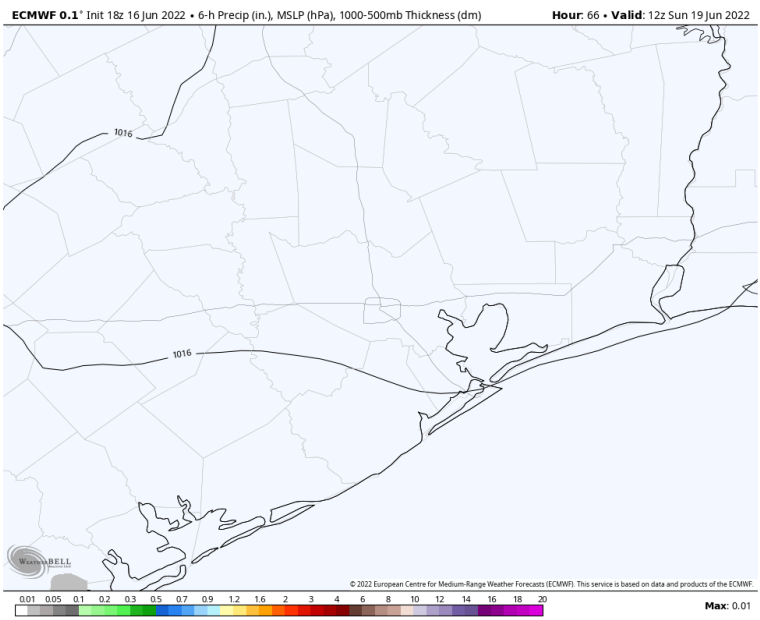 ECMWF 0.1° Init 18z 16 Jun 2022 • 6-h Precip (in.), MSLP (hPa), 1000-500mb Thickness (dm) Hour: 66 • Valid: 12z Sun 19 Jun 2022
1016
1016
WeatherBELL
© 2022 European Centre for Medium-Range Weather Forecasts (ECMWF). This service is based on data and products of the ECMWF.
0.01 0.05 0.1 0.2 0.3 0.5 0.7 0.9 1.2 1.6 2 3 4 6 8 10 12 14 16 18 20
Max: 0.01